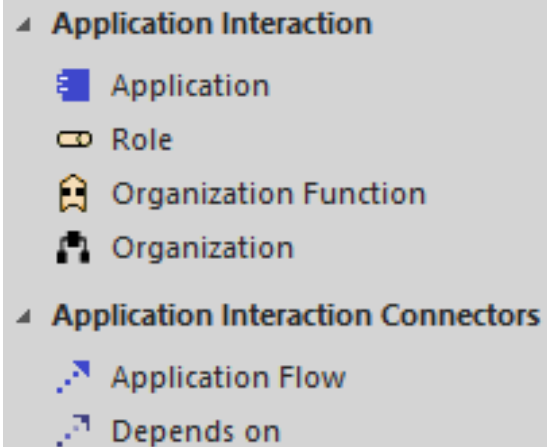 Application Interaction
Application
Role
Organization Function
Organization
Application Interaction Connectors
Application Flow
Depends on